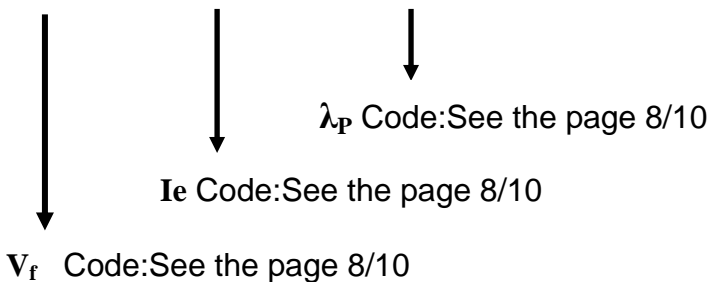 λP Code:See the page 8/10
Ie Code:See the page 8/10
Vf Code:See the page 8/10